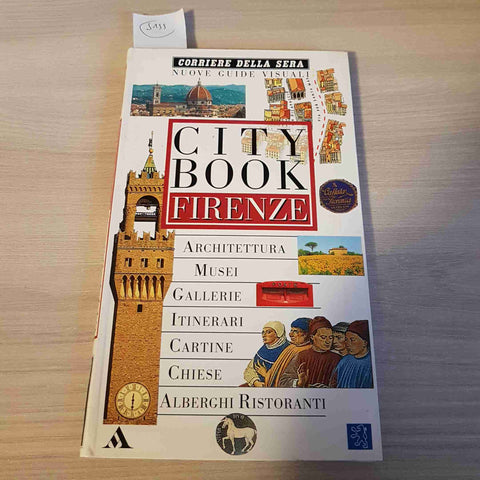 CORRIERE DELLA SERA
NUOVE GUIDE VISUALI
CITY
BOOK
FIRENZE
ARCHITETTURA
MUSEI
GALLERIE
ITINERARI
CARTINE
CHIESE
ALBERGHI RISTORANTI